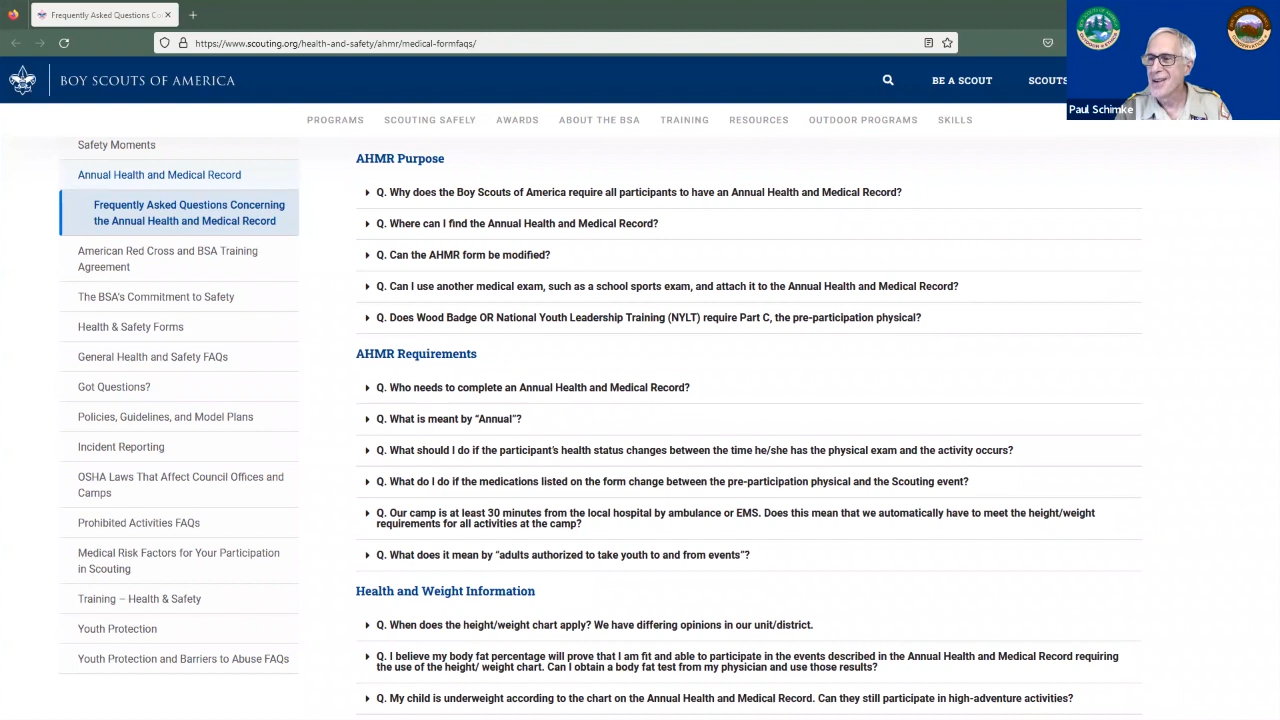 Frequently Asked Questions Co
https://www.scouting.org/health-and-safety/ahmr/medical-formfaqs/
BOY SCOUTS OF AMERICA
BE A SCOUT
SCOUTS
Paul Schimke
PROGRAMS
SCOUTING SAFELY
AWARDS
ABOUT THE BSA
TRAINING
RESOURCES
OUTDOOR PROGRAMS
SKILLS
Safety Moments
Annual Health and Medical Record
Frequently Asked Questions Concerning
the Annual Health and Medical Record
American Red Cross and BSA Training
Agreement
The BSA's Commitment to Safety
Health & Safety Forms
General Health and Safety FAQs
Got Questions?
Policies, Guidelines, and Model Plans
Incident Reporting
OSHA Laws That Affect Council Offices and
Camps
Prohibited Activities FAQs
Medical Risk Factors for Your Participation
in Scouting
Training – Health & Safety
Youth Protection
Youth Protection and Barriers to Abuse FAQs
AHMR Purpose
Q. Why does the Boy Scouts of America require all participants to have an Annual Health and Medical Record?
Q. Where can I find the Annual Health and Medical Record?
Q. Can the AHMR form be modified?
Q. Can I use another medical exam, such as a school sports exam, and attach it to the Annual Health and Medical Record?
Q. Does Wood Badge OR National Youth Leadership Training (NYLT) require Part C, the pre-participation physical?
AHMR Requirements
Q. Who needs to complete an Annual Health and Medical Record?
Q. What is meant by “Annual”?
Q. What should I do if the participant’s health status changes between the time he/she has the physical exam and the activity occurs?
Q. What do I do if the medications listed on the form change between the pre-participation physical and the Scouting event?
Q. Our camp is at least 30 minutes from the local hospital by ambulance or EMS. Does this mean that we automatically have to meet the height/weight
requirements for all activities at the camp?
Q. What does it mean by “adults authorized to take youth to and from events”?
Health and Weight Information
Q. When does the height/weight chart apply? We have differing opinions in our unit/district.
Q. I believe my body fat percentage will prove that I am fit and able to participate in the events described in the Annual Health and Medical Record requiring
the use of the height/ weight chart. Can I obtain a body fat test from my physician and use those results?
Q. My child is underweight according to the chart on the Annual Health and Medical Record. Can they still participate in high-adventure activities?